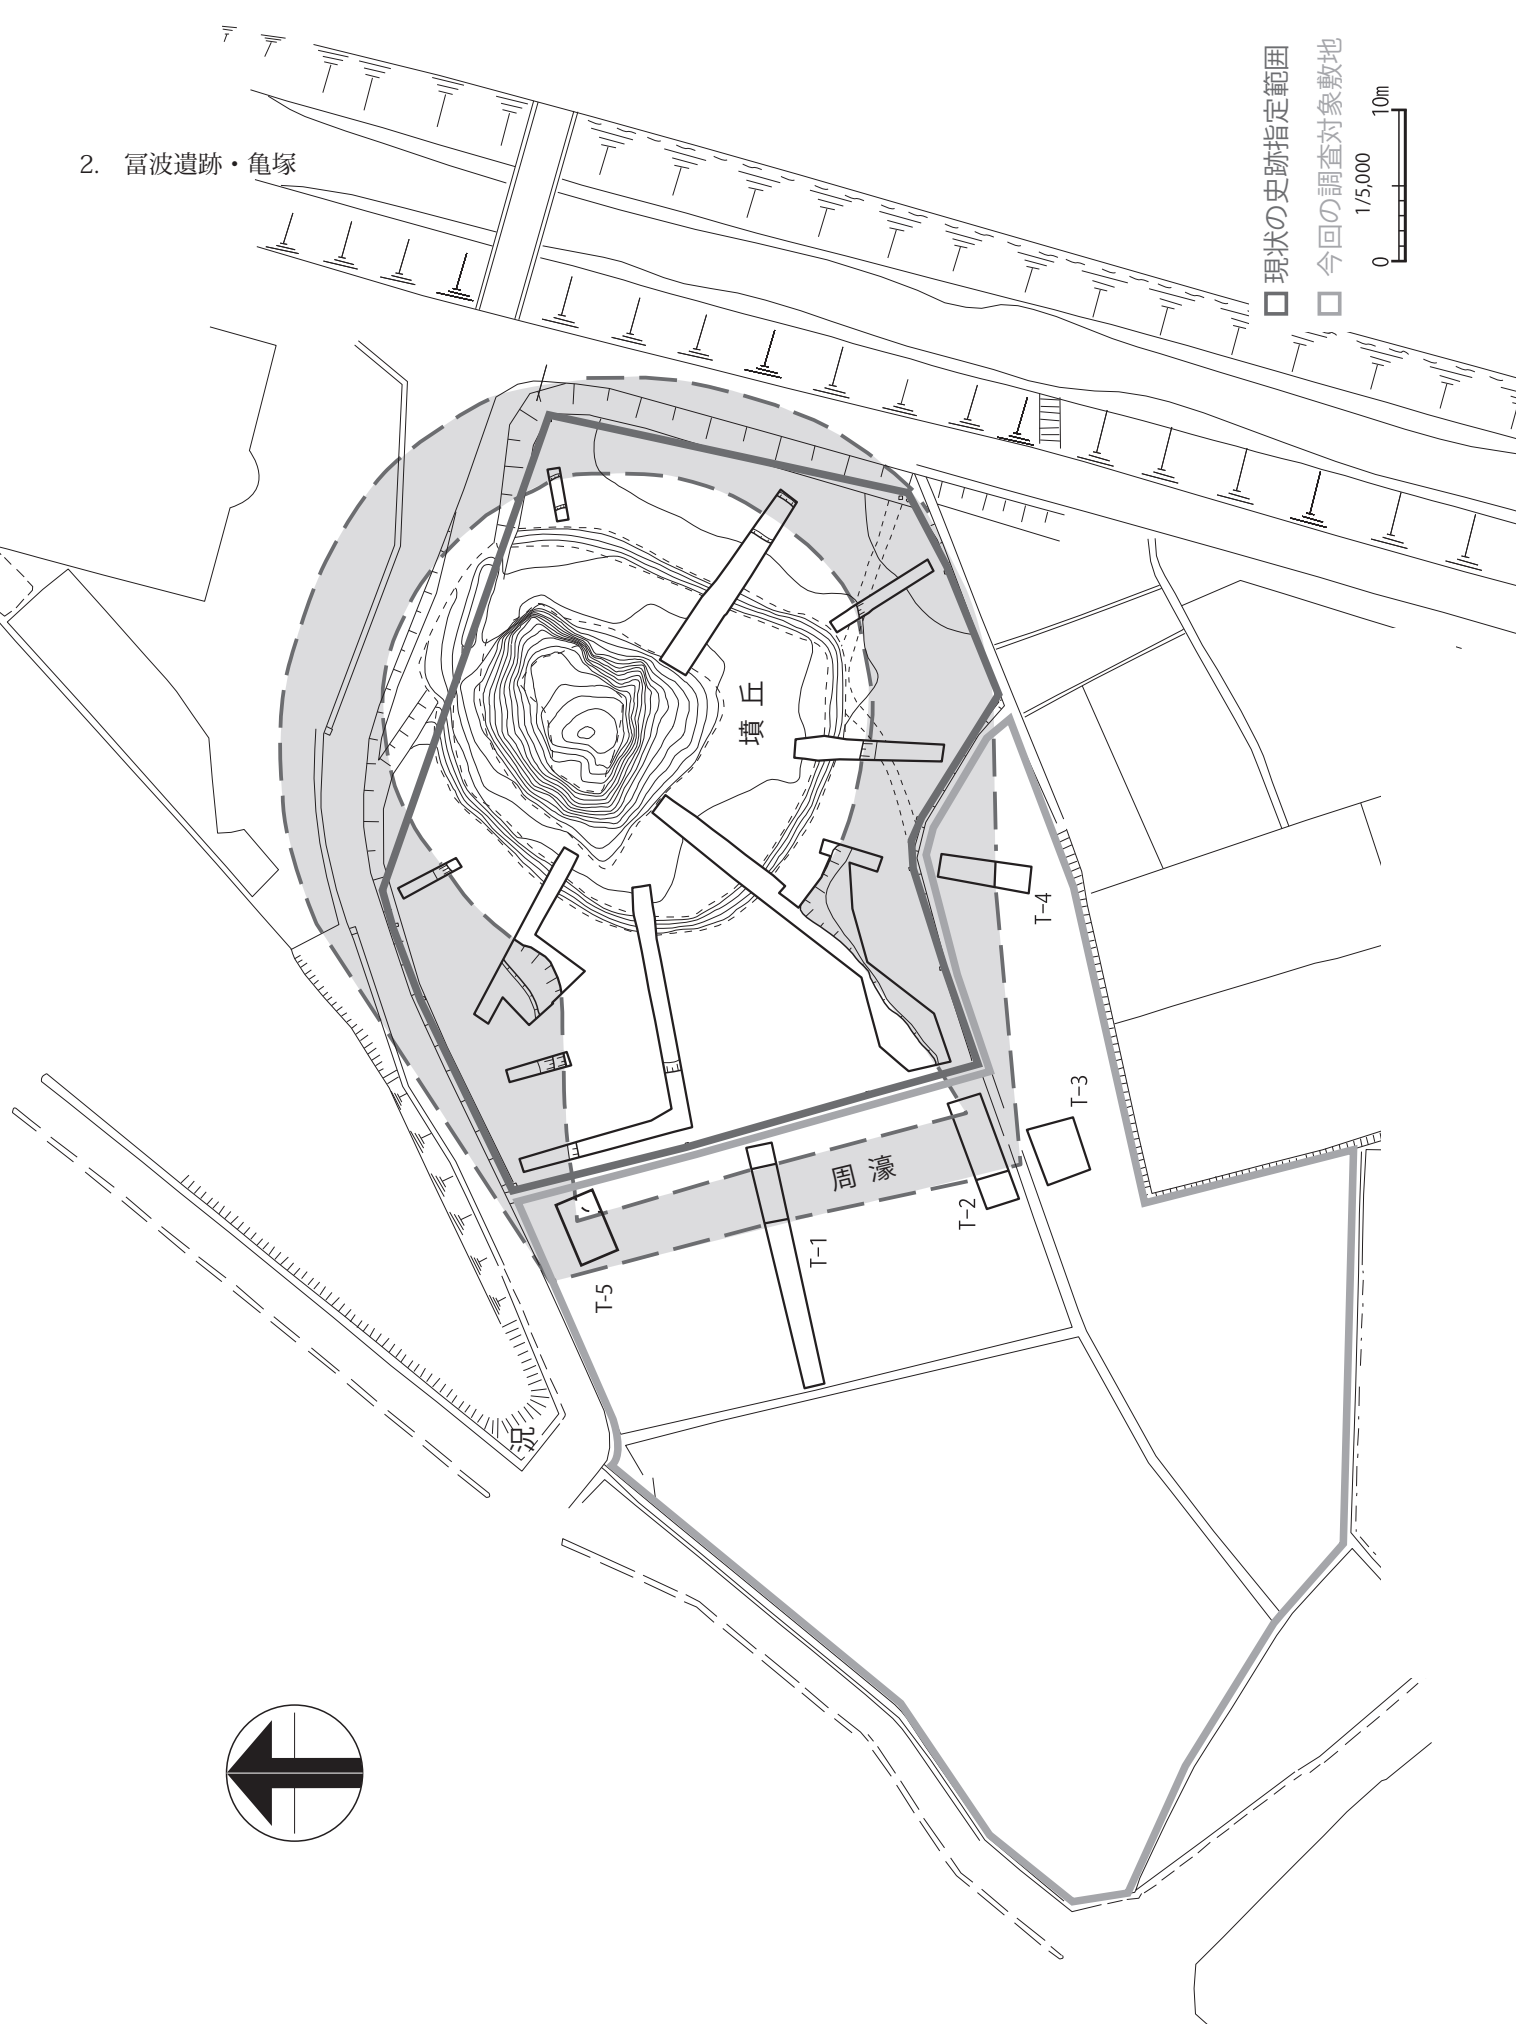 2. 冨波遺跡・亀塚
現状の史跡指定範囲
今回の調査対象敷地
1/5,000
0 10m
墳丘
周濠
T-4
T-3
T-2
T-1
T-5
況